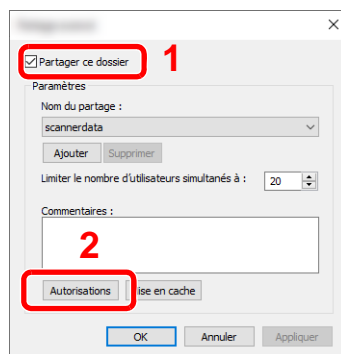 1
Partager ce dossier
Paramètres
Nom du partage :
scannerdata
Ajouter Supprimer
Limiter le nombre d'utilisateurs simultanés à : 20
Commentaires :
2
Autorisations ise en cache
OK Annuler Appliquer